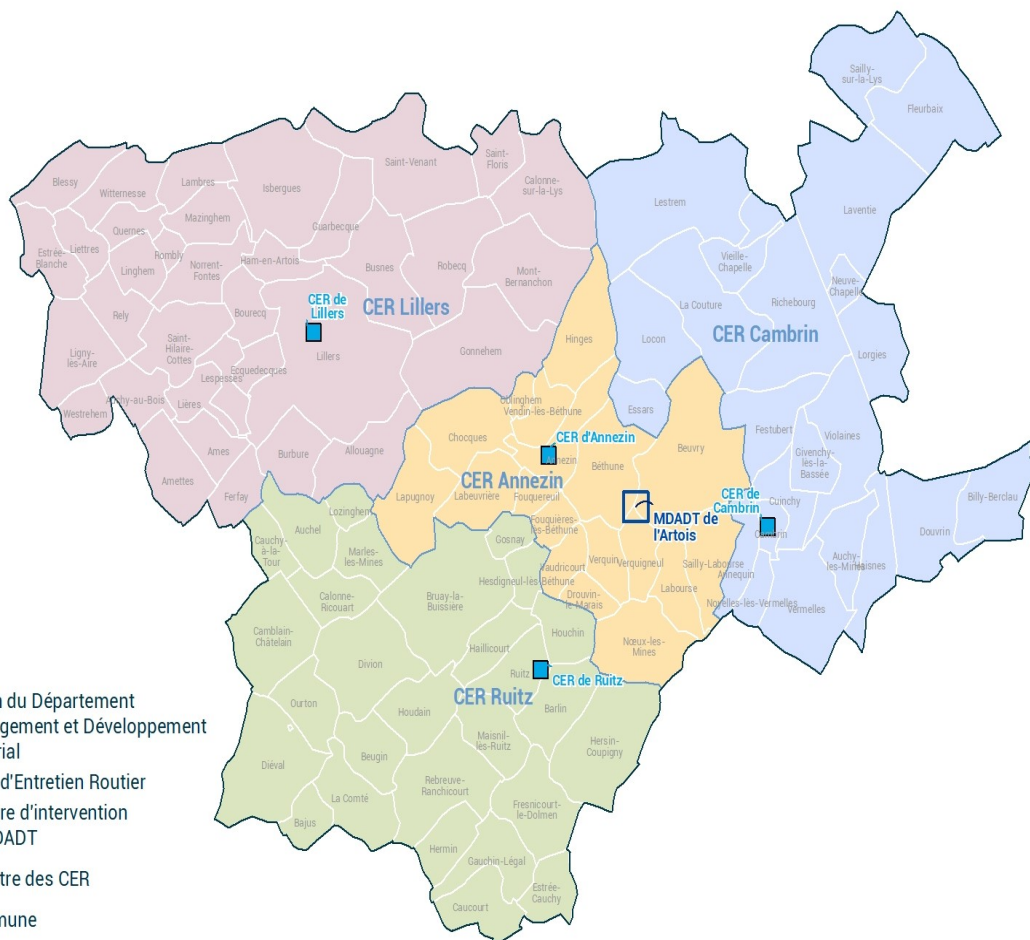 Sailly-
sur-la-Lys
Fleurbaix
Saint-Venant
Saint-
Floris
Calonne-
sur-la-Lys
Blessy
Witternesse
Lambres
Isbergues
Lestrem
Laventie
Mazinghem
Guarbecque
Quernes
Estrée-
Blanche
Liettres
Rombly
Linghem
Norrent-
Fontes
Ham-en-Artois
Busnes
Robecq
Mont-
Bernanchon
Vieille-
Chapelle
Neuve-
Chapelle
CER de
Lillers
CER Lillers
La Couture
Richebourg
Rely
Bourecq
CER Cambrin
Hinges
Locon
Saint-
Hilaire-
Cottes
Lillers
Gonnehem
Lorgies
Ligny-
les-Aire
Ecquedecques
Lespesses
Lières
Westrehem
Essars
Vendin-lès-Béthune
Festubert
Violaines
Chocques
CER d'Annezin
Annezin
Béthune
Beuvry
Givenchy-
lès-la-
Bassée
Ames
Burbure
Allouagne
Amettes
Ferfay
Lapugnoy
Labeuvrière
CER Annezin
Fouquereuil
CER de
Cambrin
Cuinchy
Billy-Berclau
Lozinghem
Auchel
Fouquières-
lès-Béthune
MDADT de
l'Artois
Douvrin
Cauchy-
à-la-
Tour
Marles-
les-Mines
Gosnay
Verquin
Verquigneul
Sailly-Labourse
Annequin
Auchy-
les-Mines
Hesdigneul-lès-Béthune
Labourse
Drouvin-
le-Marais
Noyelles-lès-Vermelles
Vermelles
Calonne-
Ricouart
Bruay-la-
Buissière
Camblain-
Châtelain
Houchin
Nœux-les-
Mines
Haillicourt
Divion
Ruitz
CER de Ruitz
CER Ruitz
Ourton
Houdain
Barlin
Maisnil-
lès-Ruitz
Hersin-
Coupigny
Diéval
Beugin
Rebreuve-
Ranchicourt
La Comté
Bajus
Fresnicourt-
le-Dolmen
Hermin
Gauchin-Légal
Estrée-
Cauchy
Caucourt
du Département
gement et Développement
rial
d'Entretien Routier
re d'intervention
DADT
tre des CER
mune